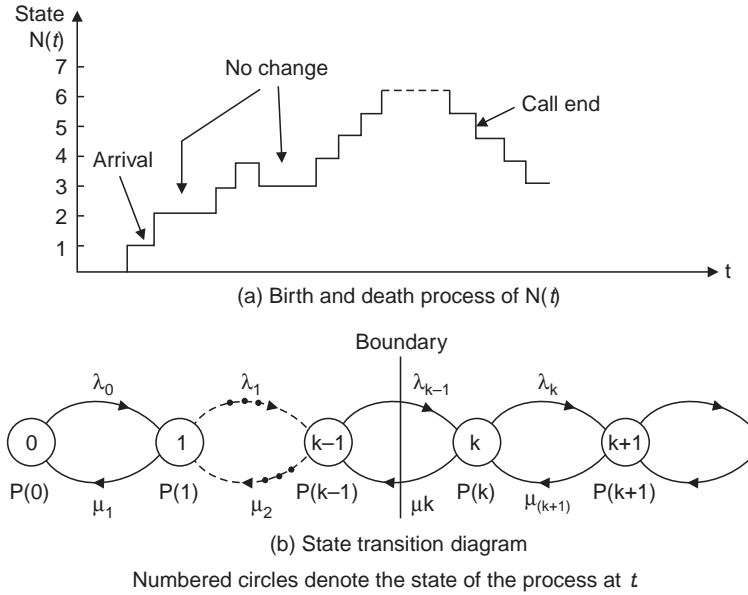 State
N(t)
7
6
5
4
3
2
1
No change
Arrival
Call end
t
(a) Birth and death process of N(t)
Boundary
λ0 λ1 λk–1 λk
0 1 k–1 k k+1
P(0) P(1) P(k–1) P(k) P(k+1)
μ1 μ2 μk μ(k+1)
(b) State transition diagram
Numbered circles denote the state of the process at t